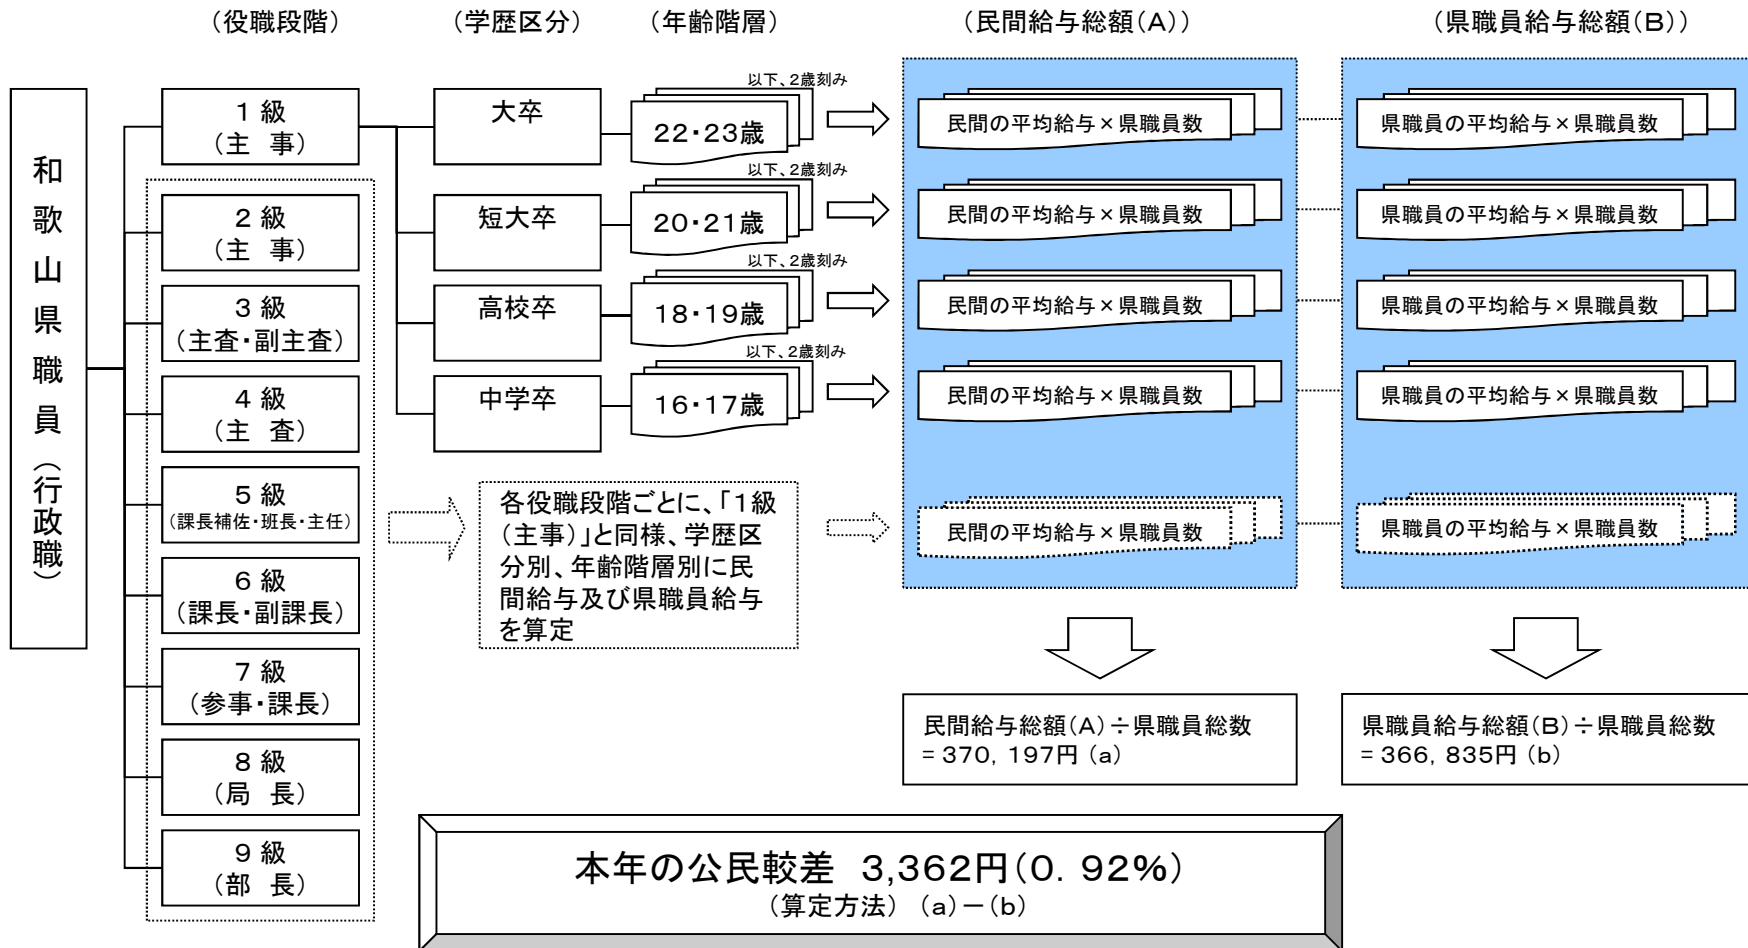 （役職段階）
（学歴区分）
（年齢階層）
（民間給与総額（A））
（県職員給与総額（B））
和歌山県職員（行政職）
1 級
（主　事）
2 級
（主　事）
3 級
（主査・副主査）
4 級
（主　査）
5 級
（課長補佐・班長・主任）
6 級
（課長・副課長）
7 級
（参事・課長）
8 級
（局　長）
9 級
（部　長）
大卒
短大卒
高校卒
中学卒
以下、2歳刻み
22・23歳
以下、2歳刻み
20・21歳
以下、2歳刻み
18・19歳
以下、2歳刻み
16・17歳
各役職段階ごとに、「1級
（主事）」と同様、学歴区
分別、年齢階層別に民
間給与及び県職員給与
を算定
民間の平均給与×県職員数
民間の平均給与×県職員数
民間の平均給与×県職員数
民間の平均給与×県職員数
民間の平均給与×県職員数
県職員の平均給与×県職員数
県職員の平均給与×県職員数
県職員の平均給与×県職員数
県職員の平均給与×県職員数
県職員の平均給与×県職員数
民間給与総額（A）÷県職員総数
= 370, 197円 (a)
県職員給与総額（B）÷県職員総数
= 366, 835円 (b)
本年の公民較差 3,362円（0. 92%）
（算定方法） (a)－(b)